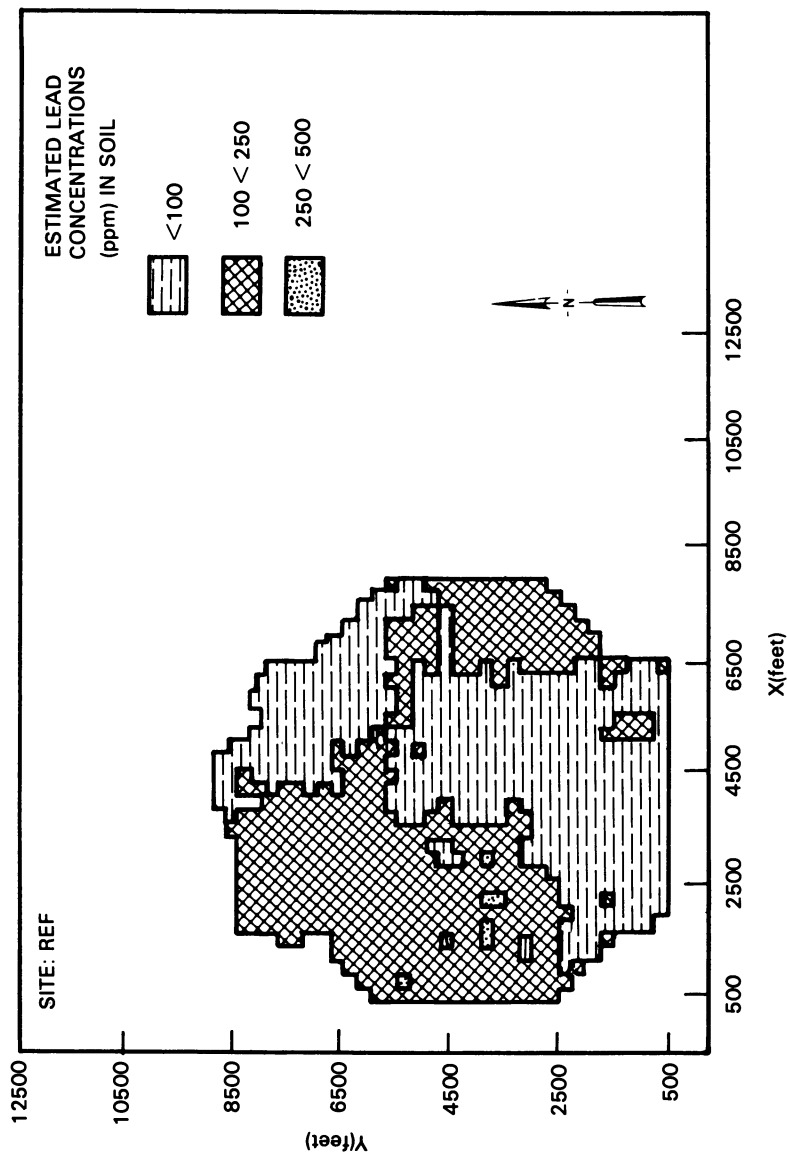 SITE: REF
ESTIMATED LEAD
CONCENTRATIONS
(ppm) IN SOIL
<100
100 < 250
250 < 500
N
12500
10500
8500
6500
4500
2500
500
Y(feet)
500
2500
4500
6500
8500
10500
12500
X(feet)